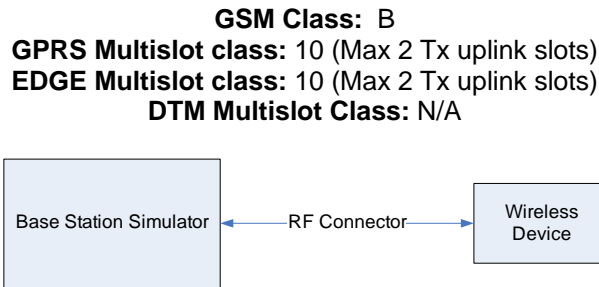 GSM Class: B
GPRS Multislot class: 10 (Max 2 Tx uplink slots)
EDGE Multislot class: 10 (Max 2 Tx uplink slots)
DTM Multislot Class: N/A
Base Station Simulator
RF Connector
Wireless
Device